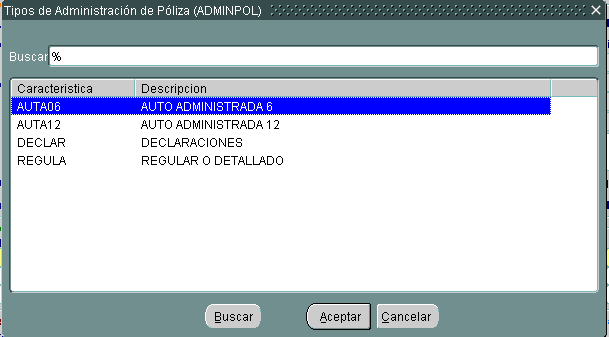 Tipos de Administración de Póliza (ADMINPOL)
Buscar %
Característica Descripcion
AUTA06 AUTO ADMINISTRADA 6
AUTA12 AUTO ADMINISTRADA 12
DECLAR DECLARACIONES
REGULA REGULAR O DETALLADO
Buscar Aceptar Cancelar